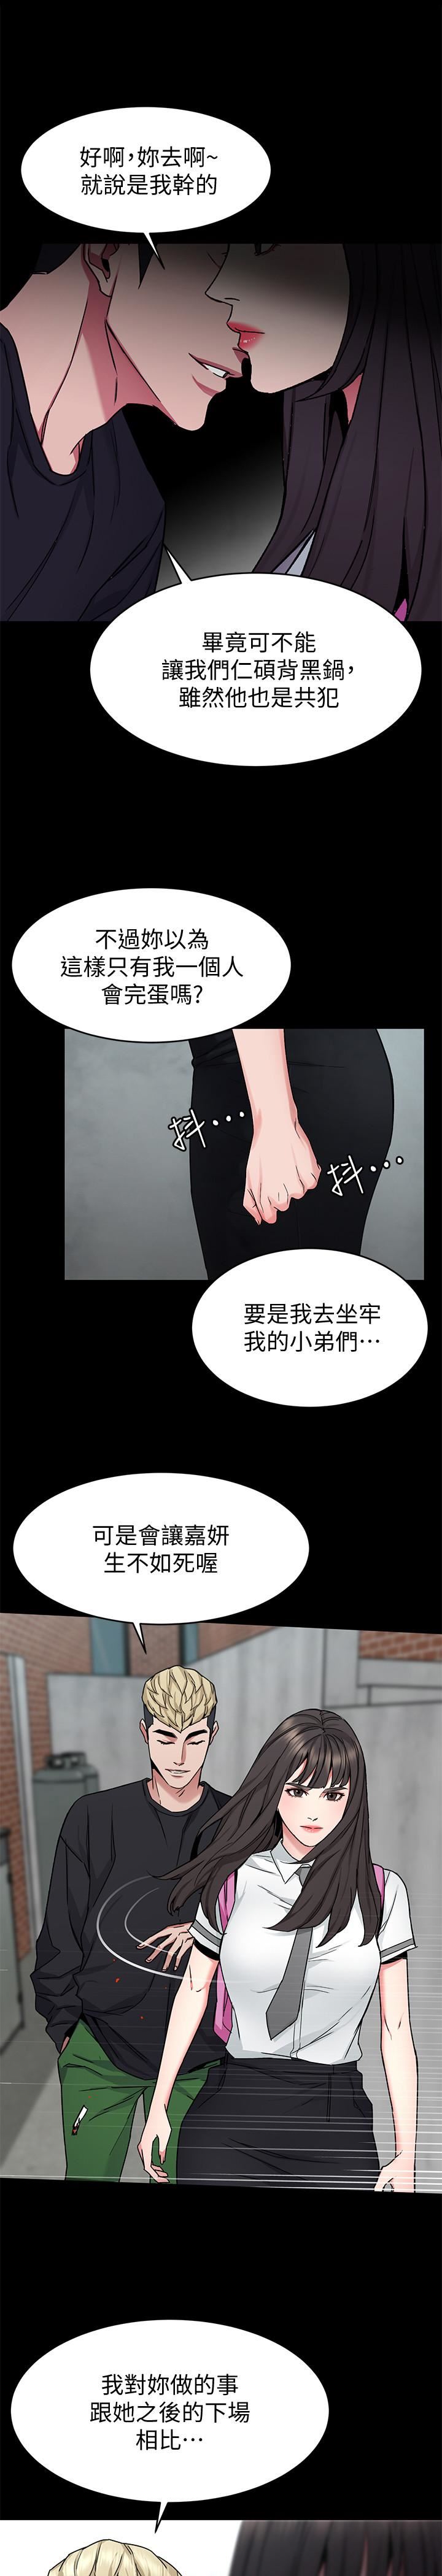 好啊，妳去啊~
就說是我幹的
畢竟可不能
讓我們仁碩背黑鍋，
雖然他也是共犯
不過妳以為
這樣只有我一個人
會完蛋嗎？
抖…
抖…
要是我去坐牢
我的小弟們…
可是會讓嘉妍
生不如死喔
我對妳做的事
跟她之後的下場
相比…